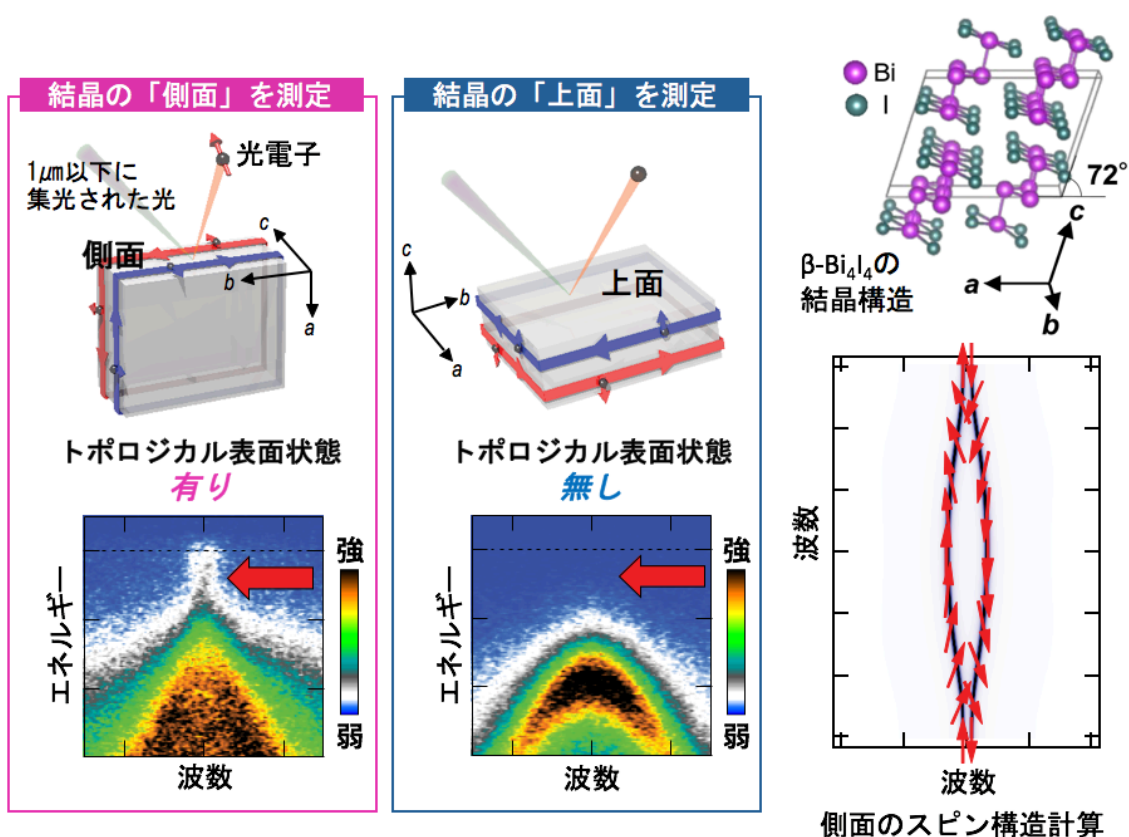 結晶の「側面」を測定
1μm以下に
集光された光
光電子
側面
c
b
a
トポロジカル表面状態
有り
エネルギー
強
弱
波数
結晶の「上面」を測定
c
b
a
上面
トポロジカル表面状態
無し
エネルギー
強
弱
波数
Bi
I
72°
c
a
b
β-Bi₄I₄の
結晶構造
波数
波数
側面のスピン構造計算